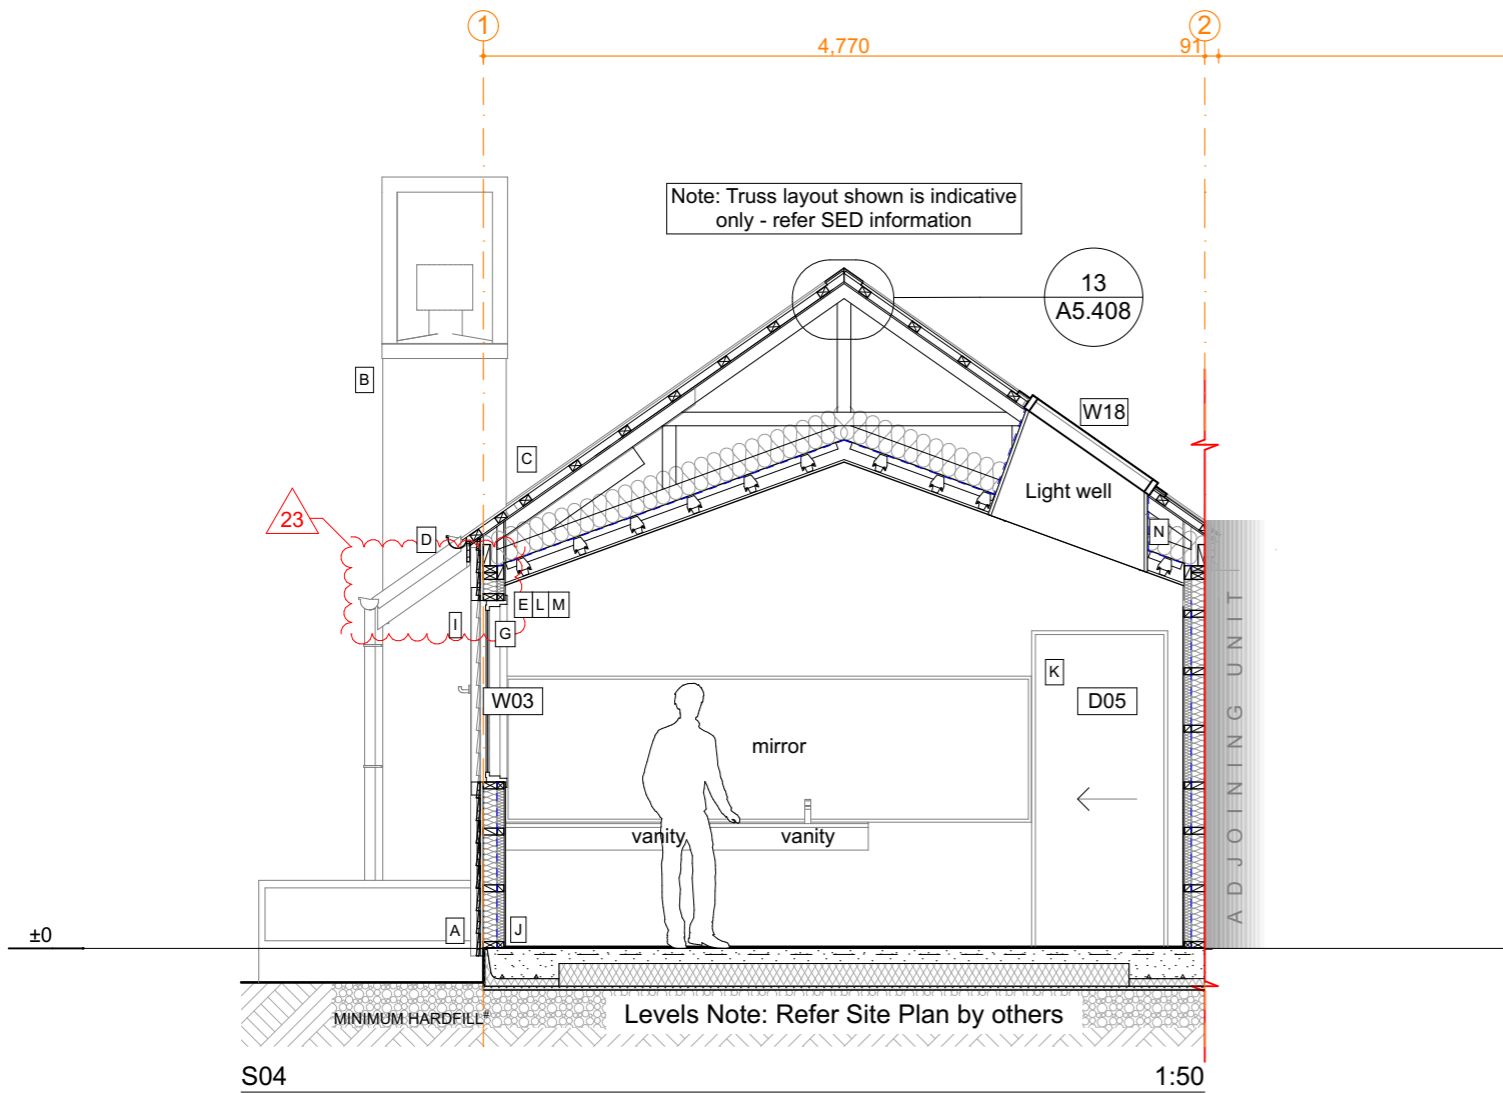 1
2
4,770
91
Note: Truss layout shown is indicative
only - refer SED information
13
A5.408
B
W18
C
Light well
23
D
N
E L M
I
G
K
W03
D05
mirror
vanity
vanity
ADJOINING UNIT
A
J
±0
MINIMUM HARDFILL#
Levels Note: Refer Site Plan by others
S04
1:50